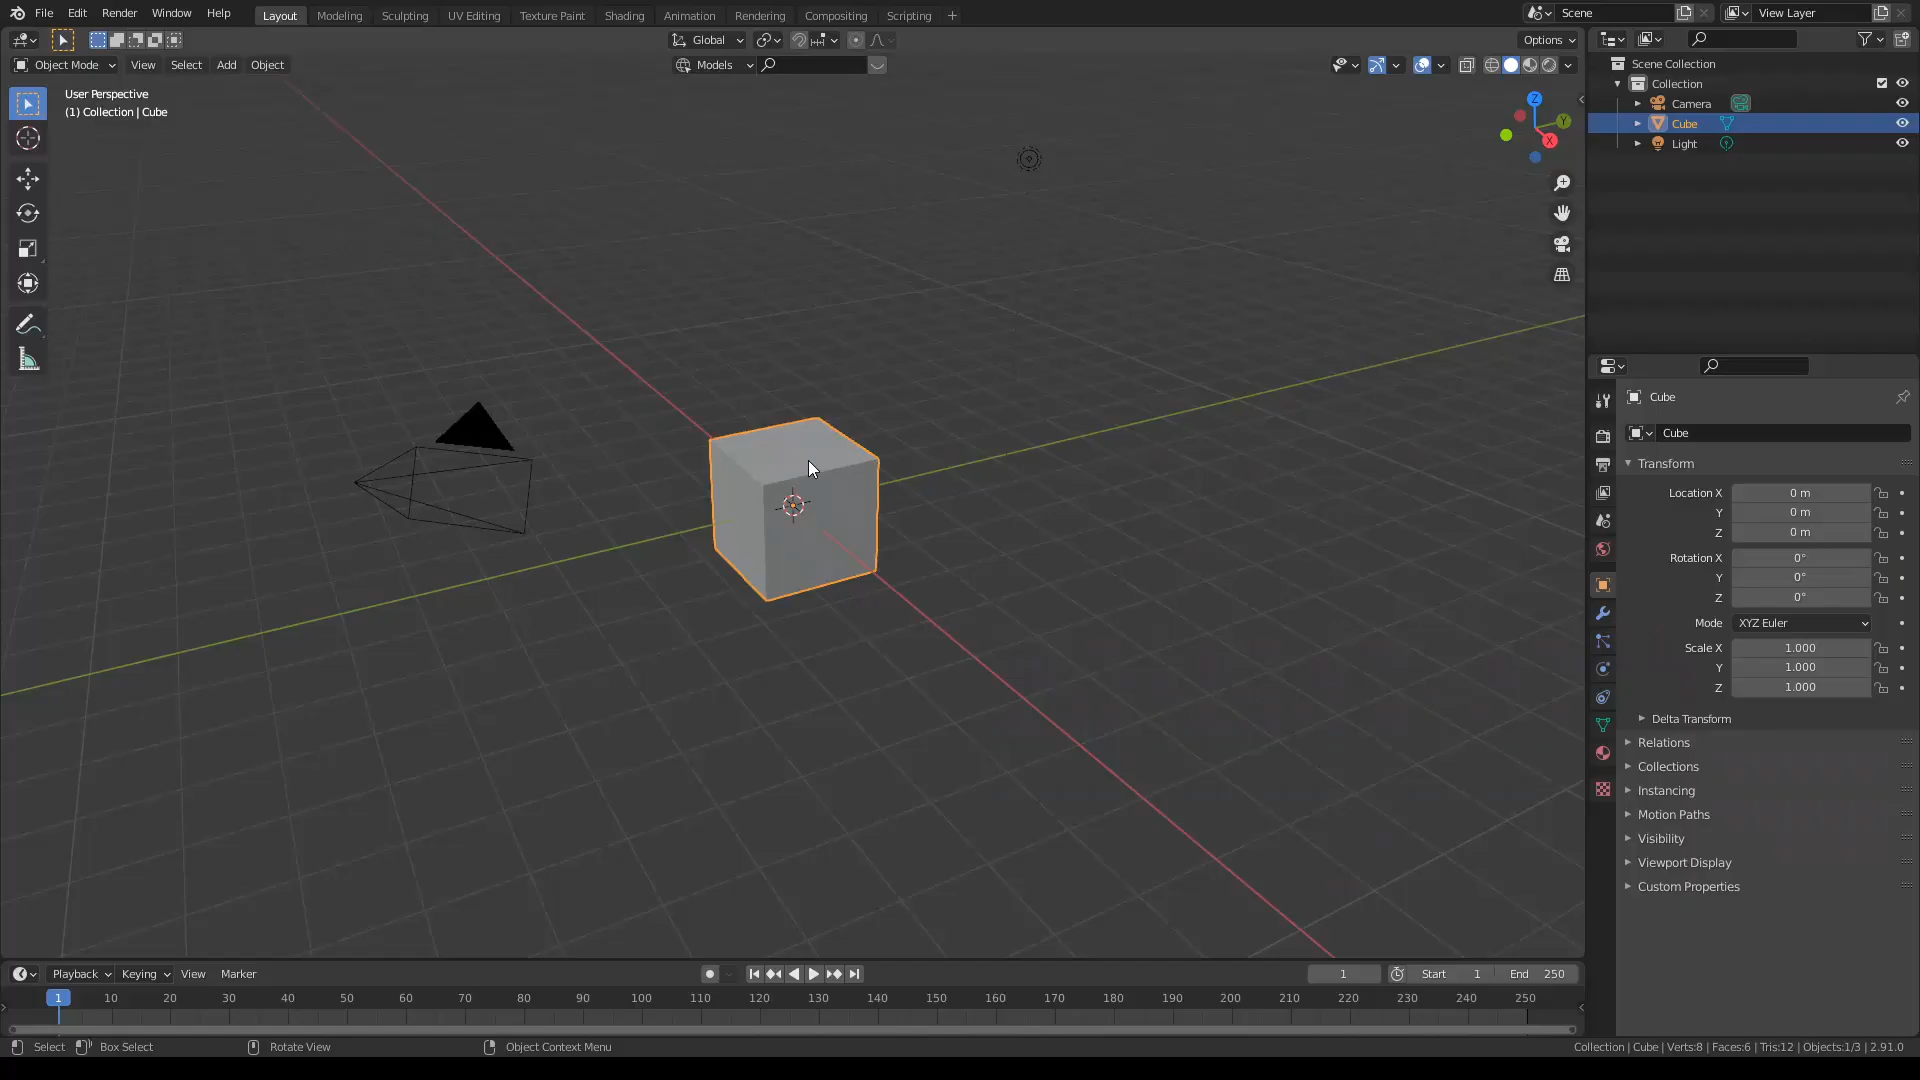 File Edit Render Window Help Layout Modeling Sculpting UV Editing Texture Paint Shading Animation Rendering Compositing Scripting + Scene View Layer
Global Options
Object Mode View Select Add Object Models
User Perspective
(1) Collection | Cube
Z
Y
X
Scene Collection
Collection
Camera
Cube
Light
Cube
Cube
Transform
Location X 0 m
Y 0 m
Z 0 m
Rotation X 0°
Y 0°
Z 0°
Mode XYZ Euler
Scale X 1.000
Y 1.000
Z 1.000
Delta Transform
Relations
Collections
Instancing
Motion Paths
Visibility
Viewport Display
Custom Properties
Playback Keying View Marker 1 Start 1 End 250
1 10 20 30 40 50 60 70 80 90 100 110 120 130 140 150 160 170 180 190 200 210 220 230 240 250
Select Box Select Rotate View Object Context Menu Collection | Cube | Verts:8 | Faces:6 | Tris:12 | Objects:1/3 | 2.91.0